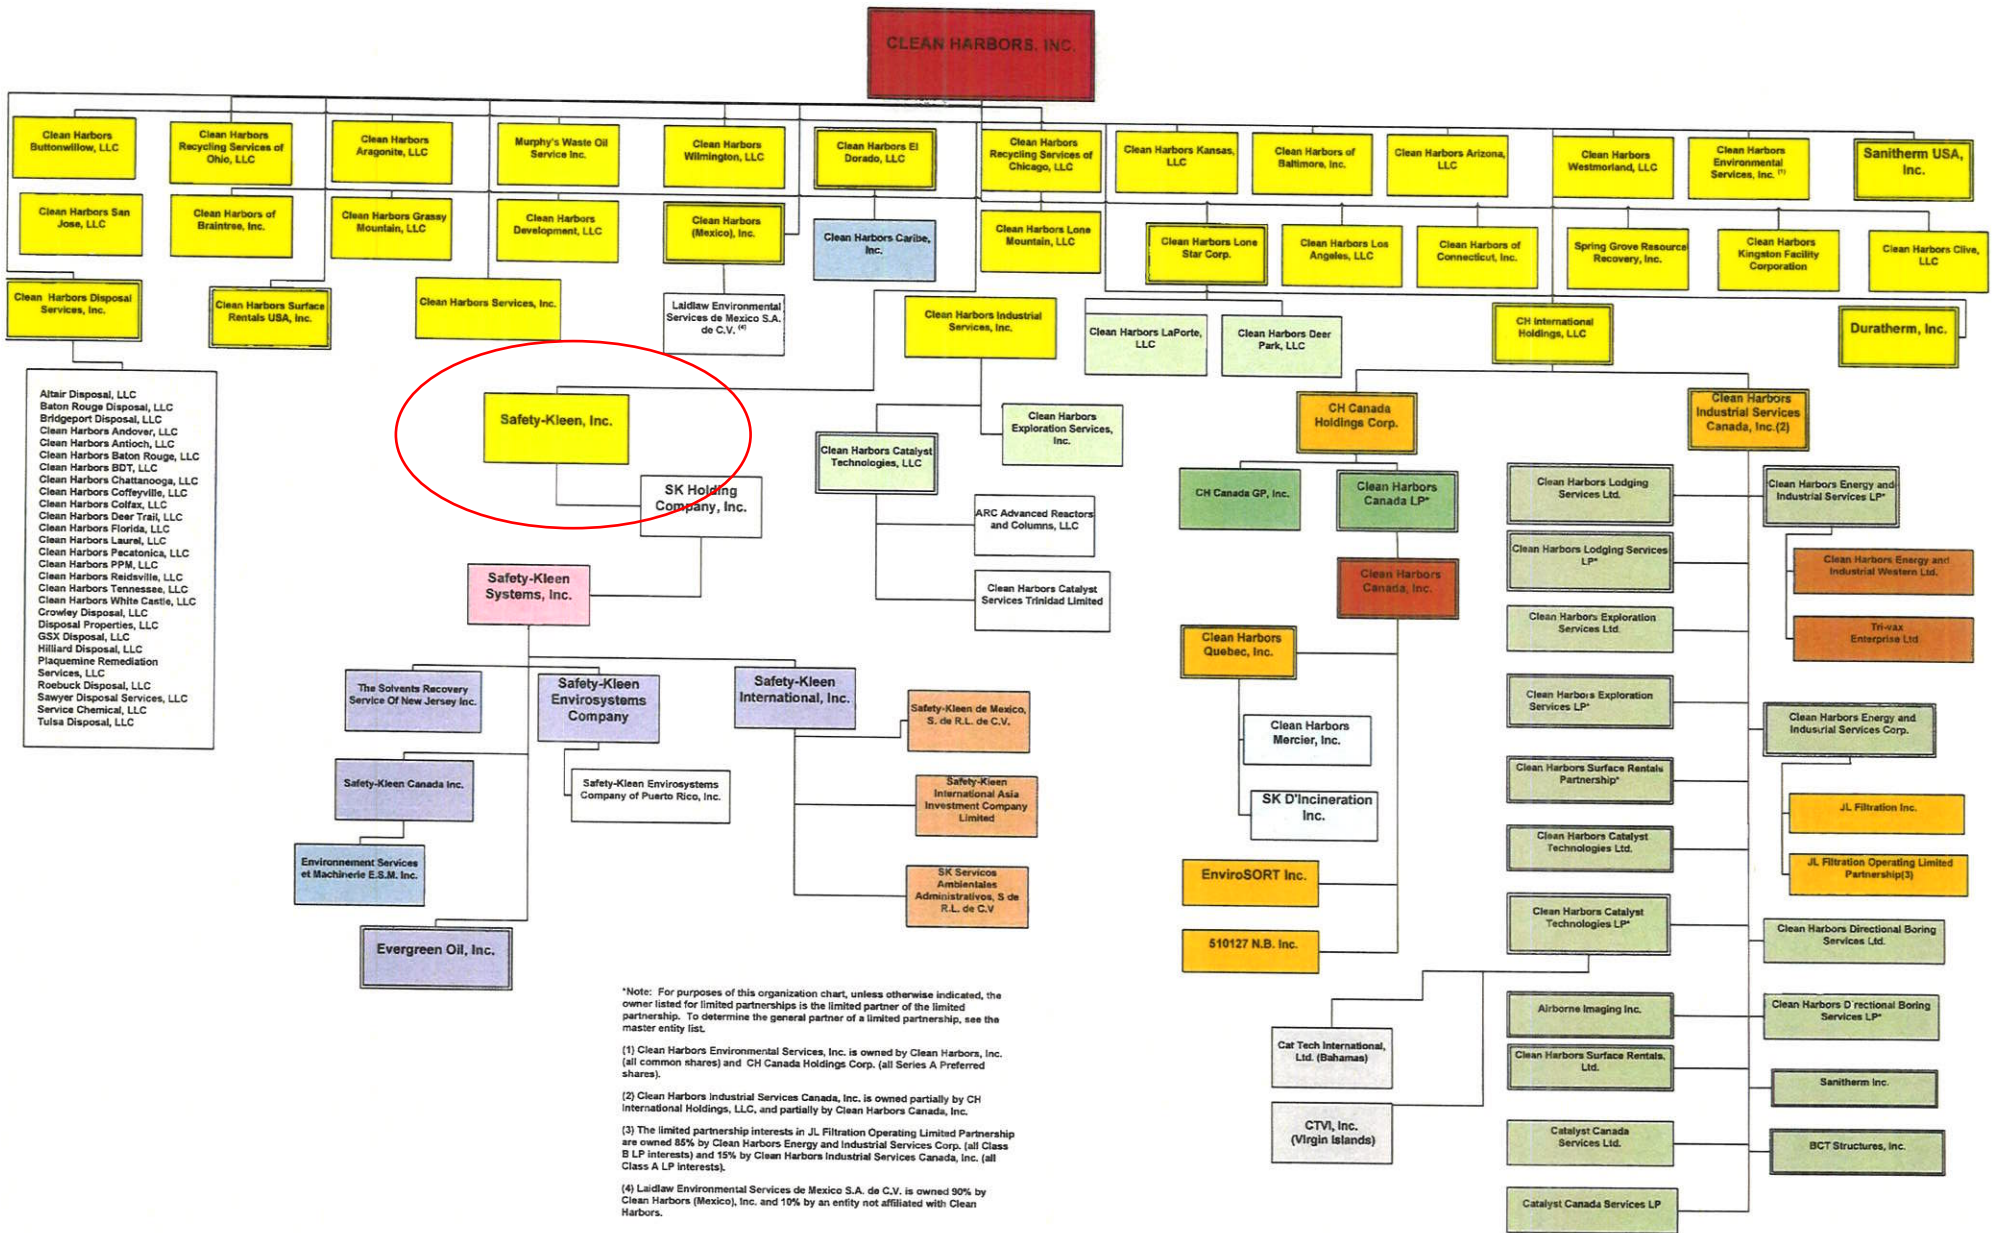 CLEAN HARBORS, INC.
Clean Harbors
Buttonwillow, LLC
Clean Harbors
Recycling Services of
Ohio, LLC
Clean Harbors
Aragonite, LLC
Murphy's Waste Oil
Service Inc.
Clean Harbors
Wilmington, LLC
Clean Harbors El
Dorado, LLC
Clean Harbors
Recycling Services of
Chicago, LLC
Clean Harbors Kansas,
LLC
Clean Harbors of
Baltimore, Inc.
Clean Harbors Arizona,
LLC
Clean Harbors
Westmorland, LLC
Clean Harbors
Environmental
Services, Inc. (1)
Sanitherm USA,
Inc.
Clean Harbors San
Jose, LLC
Clean Harbors of
Braintree, Inc.
Clean Harbors Grassy
Mountain, LLC
Clean Harbors
Development, LLC
Clean Harbors
(Mexico), Inc.
Clean Harbors Caribe,
Inc.
Clean Harbors Lone
Mountain, LLC
Clean Harbors Lone
Star Corp.
Clean Harbors Los
Angeles, LLC
Clean Harbors of
Connecticut, Inc.
Spring Grove Resource
Recovery, Inc.
Clean Harbors
Kingston Facility
Corporation
Clean Harbors Clive,
LLC
Clean Harbors Disposal
Services, Inc.
Clean Harbors Surface
Rentals USA, Inc.
Clean Harbors Services, Inc.
Laidlaw Environmental
Services de Mexico S.A.
de C.V. (4)
Clean Harbors Industrial
Services, Inc.
Clean Harbors LaPorte,
LLC
Clean Harbors Deer
Park, LLC
CH International
Holdings, LLC
Duratherm, Inc.
Altair Disposal, LLC
Baton Rouge Disposal, LLC
Bridgeport Disposal, LLC
Clean Harbors Andover, LLC
Clean Harbors Antioch, LLC
Clean Harbors Baton Rouge, LLC
Clean Harbors BDT, LLC
Clean Harbors Chattanooga, LLC
Clean Harbors Coffeyville, LLC
Clean Harbors Colfax, LLC
Clean Harbors Deer Trail, LLC
Clean Harbors Florida, LLC
Clean Harbors Laurel, LLC
Clean Harbors Pecatonica, LLC
Clean Harbors PPM, LLC
Clean Harbors Reidsville, LLC
Clean Harbors Tennessee, LLC
Clean Harbors White Castle, LLC
Crowley Disposal, LLC
Disposal Properties, LLC
GSX Disposal, LLC
Hilliard Disposal, LLC
Plaquemine Remediation
Services, LLC
Roebuck Disposal, LLC
Sawyer Disposal Services, LLC
Service Chemical, LLC
Tulsa Disposal, LLC
Safety-Kleen, Inc.
SK Holding
Company, Inc.
Safety-Kleen
Systems, Inc.
The Solvents Recovery
Service Of New Jersey Inc.
Safety-Kleen
Envirosystems
Company
Safety-Kleen
International, Inc.
Safety-Kleen Canada Inc.
Safety-Kleen Envirosystems
Company of Puerto Rico, Inc.
Environnement Services
et Machinerie E.S.M. Inc.
Evergreen Oil, Inc.
Safety-Kleen de Mexico,
S. de R.L. de C.V.
Safety-Kleen
International Asia
Investment Company
Limited
SK Servicos
Ambientales
Administrativos, S de
R.L. de C.V
Clean Harbors Catalyst
Technologies, LLC
Clean Harbors
Exploration Services,
Inc.
ARC Advanced Reactors
and Columns, LLC
Clean Harbors Catalyst
Services Trinidad Limited
CH Canada
Holdings Corp.
Clean Harbors
Industrial Services
Canada, Inc.(2)
CH Canada GP, Inc.
Clean Harbors
Canada LP*
Clean Harbors
Canada, Inc.
Clean Harbors
Quebec, Inc.
Clean Harbors
Mercier, Inc.
SK D'Incineration
Inc.
EnviroSORT Inc.
510127 N.B. Inc.
Clean Harbors Lodging
Services Ltd.
Clean Harbors Lodging Services
LP*
Clean Harbors Exploration
Services Ltd.
Clean Harbors Exploration
Services LP*
Clean Harbors Surface Rentals
Partnership*
Clean Harbors Catalyst
Technologies Ltd.
Clean Harbors Catalyst
Technologies LP*
Cat Tech International,
Ltd. (Bahamas)
CTVI, Inc.
(Virgin Islands)
Airborne Imaging Inc.
Clean Harbors Surface Rentals,
Ltd.
Catalyst Canada
Services Ltd.
Catalyst Canada Services LP
Clean Harbors Energy and
Industrial Services LP*
Clean Harbors Energy and
Industrial Western Ltd.
Tri-vax
Enterprise Ltd
Clean Harbors Energy and
Industrial Services Corp.
JL Filtration Inc.
JL Filtration Operating Limited
Partnership(3)
Clean Harbors Directional Boring
Services Ltd.
Clean Harbors D rectional Boring
Services LP*
Sanitherm Inc.
BCT Structures, Inc.
*Note: For purposes of this organization chart, unless otherwise indicated, the
owner listed for limited partnerships is the limited partner of the limited
partnership. To determine the general partner of a limited partnership, see the
master entity list.
(1) Clean Harbors Environmental Services, Inc. is owned by Clean Harbors, Inc.
(all common shares) and CH Canada Holdings Corp. (all Series A Preferred
shares).
(2) Clean Harbors Industrial Services Canada, Inc. is owned partially by CH
International Holdings, LLC, and partially by Clean Harbors Canada, Inc.
(3) The limited partnership interests in JL Filtration Operating Limited Partnership
are owned 85% by Clean Harbors Energy and Industrial Services Corp. (all Class
B LP interests) and 15% by Clean Harbors Industrial Services Canada, Inc. (all
Class A LP interests).
(4) Laidlaw Environmental Services de Mexico S.A. de C.V. is owned 90% by
Clean Harbors (Mexico), Inc. and 10% by an entity not affiliated with Clean
Harbors.